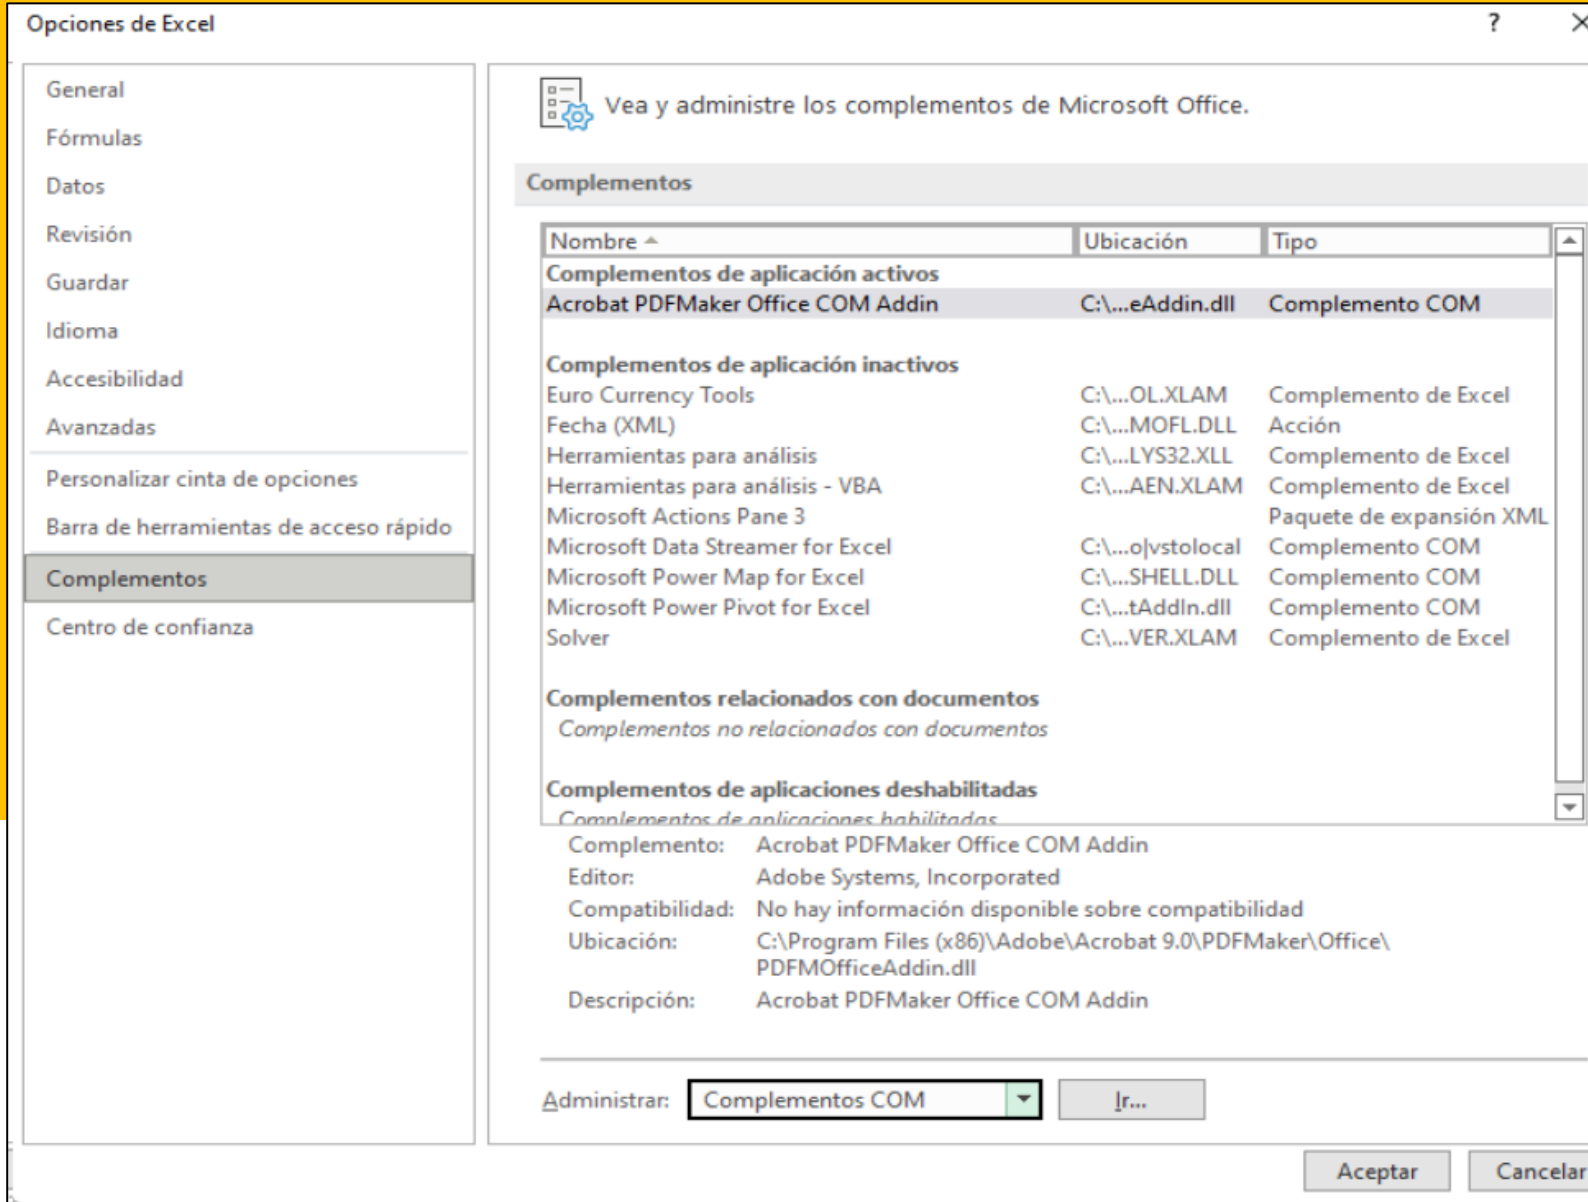 Opciones de Excel
?
General
Fórmulas
Datos
Revisión
Guardar
Idioma
Accesibilidad
Avanzadas
Personalizar cinta de opciones
Barra de herramientas de acceso rápido
Complementos
Centro de confianza
Vea y administre los complementos de Microsoft Office.
Complementos
Nombre Ubicación Tipo
Complementos de aplicación activos
Acrobat PDFMaker Office COM Addin C:\...eAddin.dll Complemento COM
Complementos de aplicación inactivos
Euro Currency Tools C:\...OL.XLAM Complemento de Excel
Fecha (XML) C:\...MOFL.DLL Acción
Herramientas para análisis C:\...LYS32.XLL Complemento de Excel
Herramientas para análisis - VBA C:\...AEN.XLAM Complemento de Excel
Microsoft Actions Pane 3 Paquete de expansión XML
Microsoft Data Streamer for Excel C:\...o|vstolocal Complemento COM
Microsoft Power Map for Excel C:\...SHELL.DLL Complemento COM
Microsoft Power Pivot for Excel C:\...tAddIn.dll Complemento COM
Solver C:\...VER.XLAM Complemento de Excel
Complementos relacionados con documentos
Complementos no relacionados con documentos
Complementos de aplicaciones deshabilitadas
Complementos de aplicaciones habilitadas
Complemento: Acrobat PDFMaker Office COM Addin
Editor: Adobe Systems, Incorporated
Compatibilidad: No hay información disponible sobre compatibilidad
Ubicación: C:\Program Files (x86)\Adobe\Acrobat 9.0\PDFMaker\Office\
PDFMOfficeAddin.dll
Descripción: Acrobat PDFMaker Office COM Addin
Administrar: Complementos COM Ir...
Aceptar Cancelar